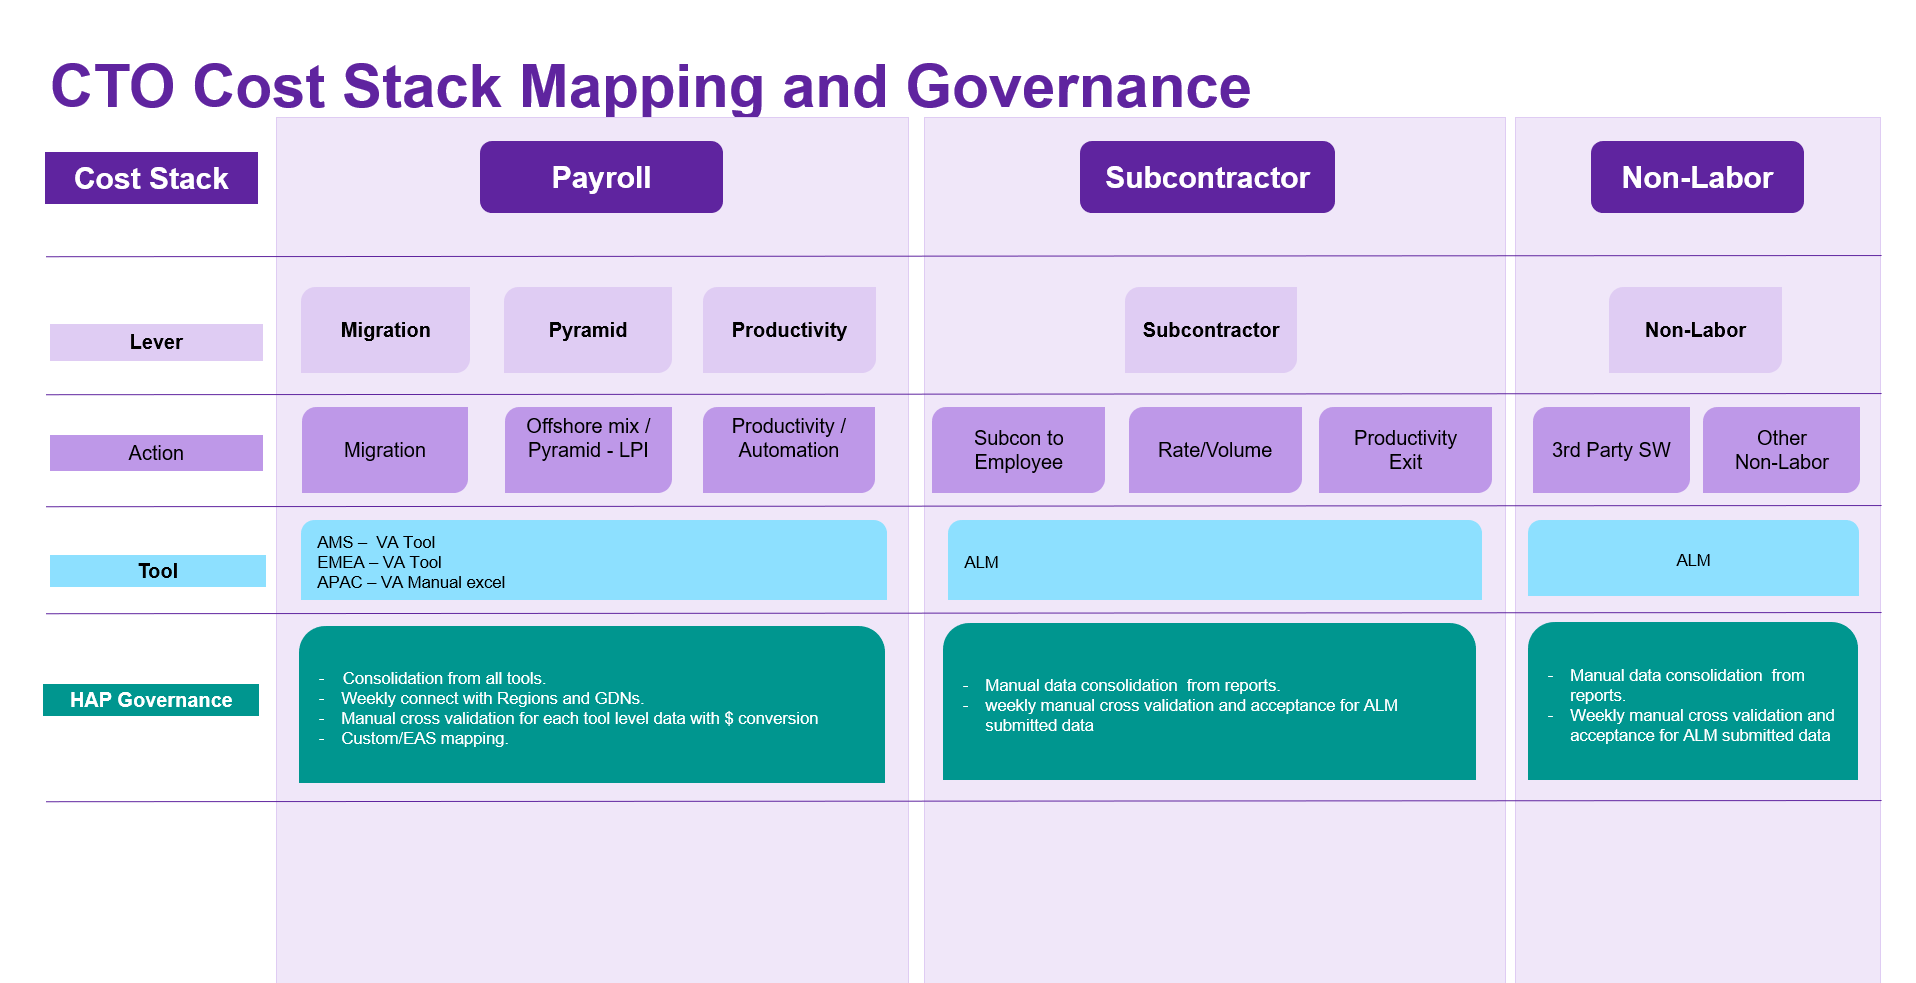 CTO Cost Stack Mapping and Governance
Cost Stack
Payroll
Subcontractor
Non-Labor
Lever
Migration
Pyramid
Productivity
Subcontractor
Non-Labor
Action
Migration
Offshore mix /
Pyramid - LPI
Productivity /
Automation
Subcon to
Employee
Rate/Volume
Productivity
Exit
3rd Party SW
Other
Non-Labor
Tool
AMS –  VA Tool
EMEA – VA Tool
APAC – VA Manual excel
ALM
ALM
HAP Governance
- Consolidation from all tools.
- Weekly connect with Regions and GDNs.
- Manual cross validation for each tool level data with $ conversion
- Custom/EAS mapping.
- Manual data consolidation  from reports.
- weekly manual cross validation and acceptance for ALM
submitted data
- Manual data consolidation  from
reports.
- Weekly manual cross validation and
acceptance for ALM submitted data